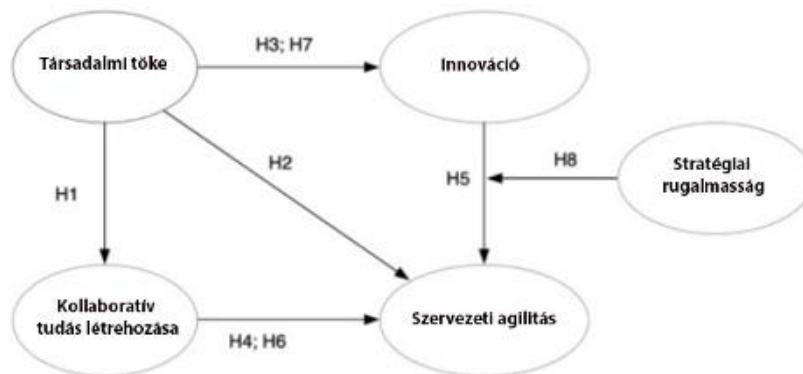 H3; H7
Társadalmi tőke
Innováció
H2
H8
Stratégiai
rugalmasság
H5
H1
Kollaboratív
tudás létrehozása
Szervezeti agilitás
H4; H6